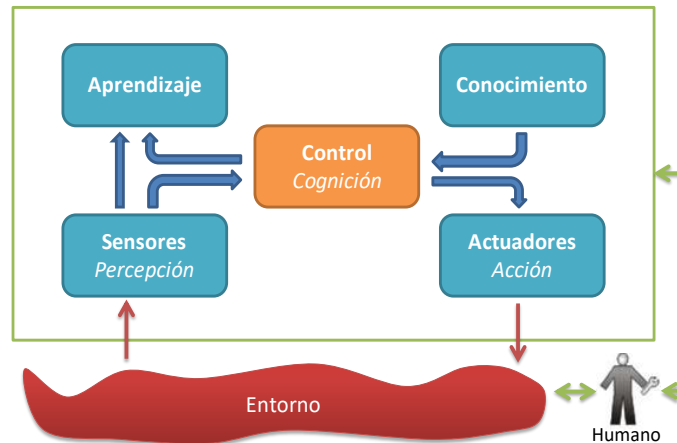 Aprendizaje
Conocimiento
Control
Cognición
Sensores
Percepción
Actuadores
Acción
Entorno
Humano